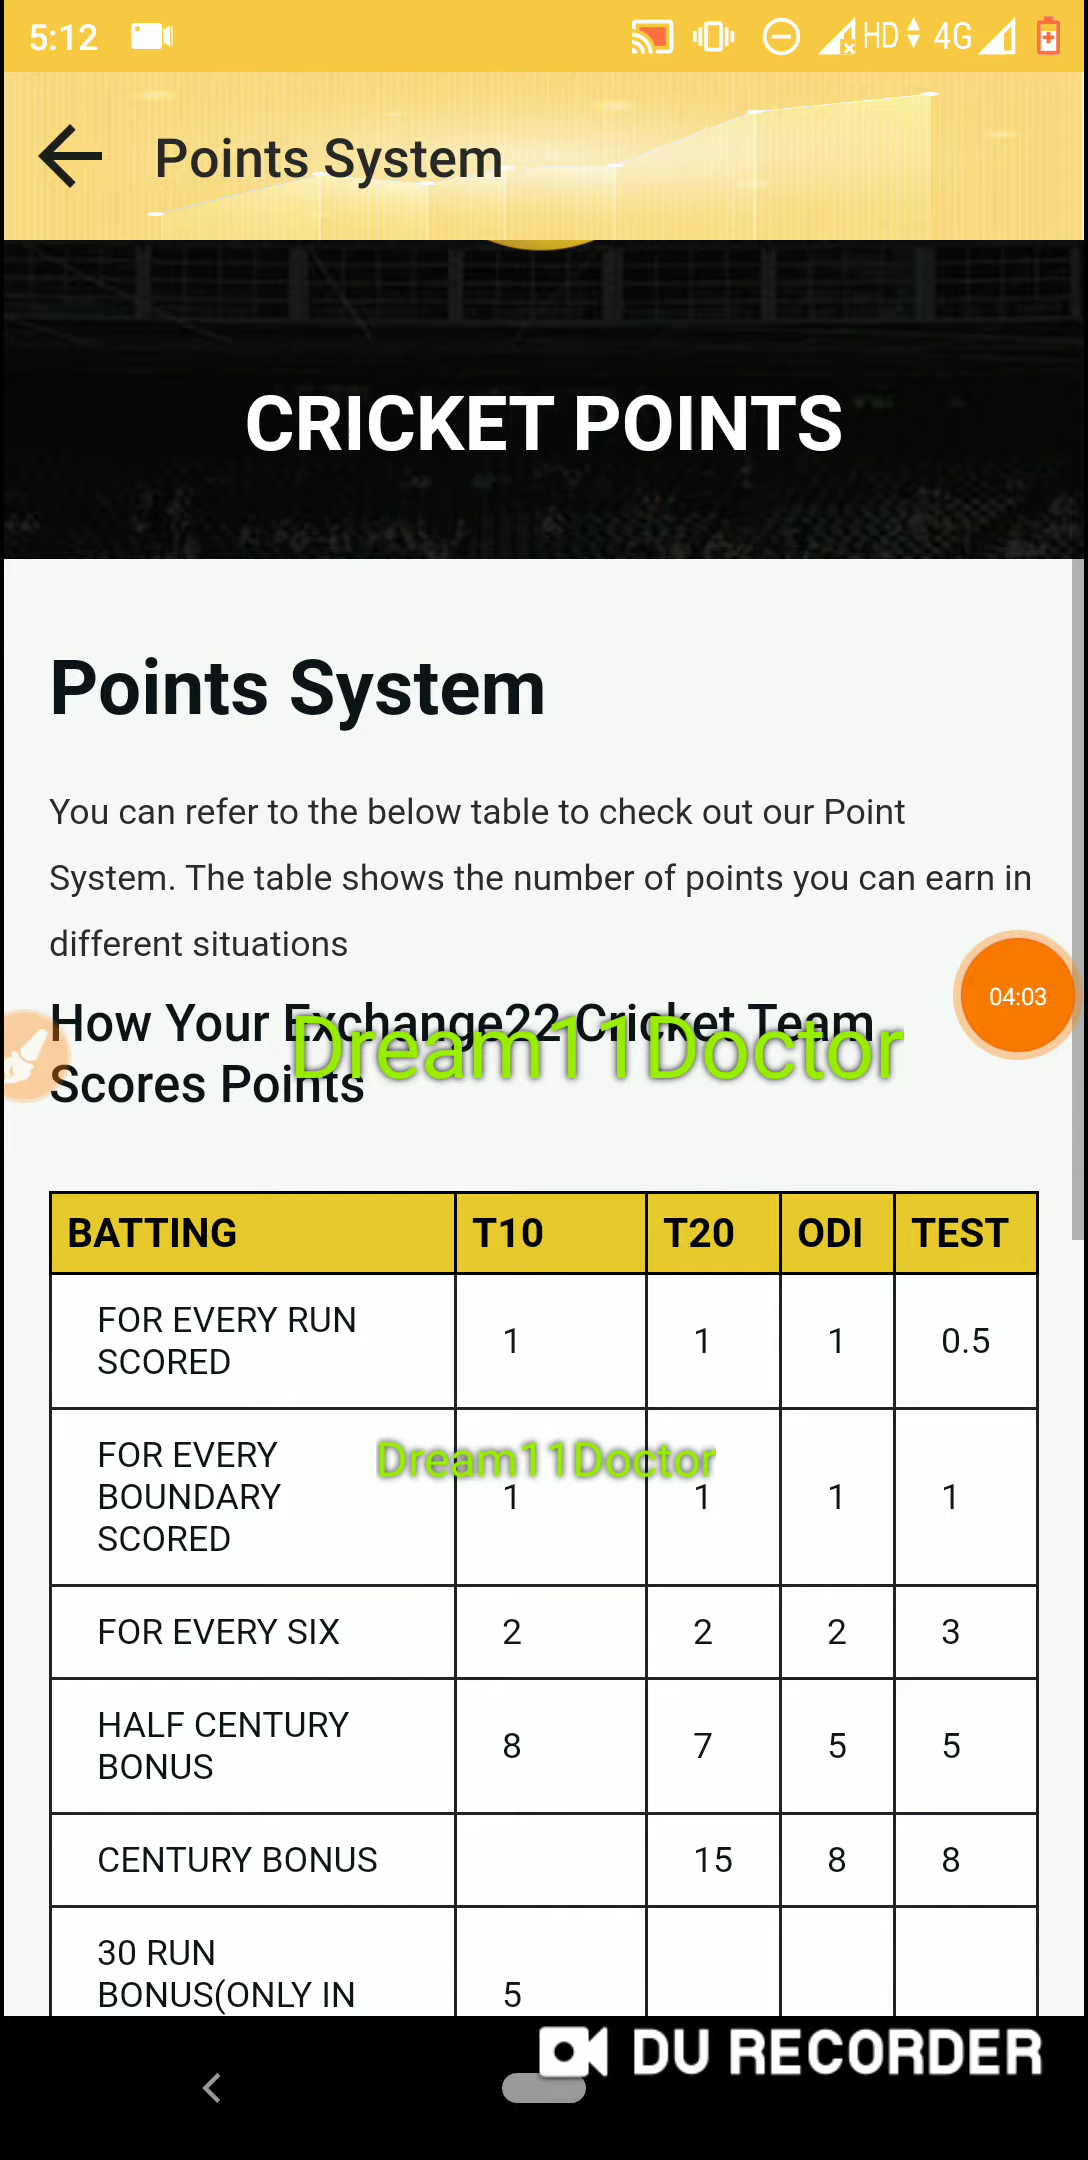 5:12 HD 4G
Points System
CRICKET POINTS
Points System
You can refer to the below table to check out our Point
System. The table shows the number of points you can earn in
different situations
04:03
How Your Exchange22 Cricket Team
Dream11Doctor
Scores Points
BATTING T10 T20 ODI TEST
FOR EVERY RUN
SCORED 1 1 1 0.5
FOR EVERY
Dream11Doctor
BOUNDARY 1 1 1 1
SCORED
FOR EVERY SIX 2 2 2 3
HALF CENTURY
BONUS 8 7 5 5
CENTURY BONUS 15 8 8
30 RUN
BONUS(ONLY IN 5
DU RECORDER